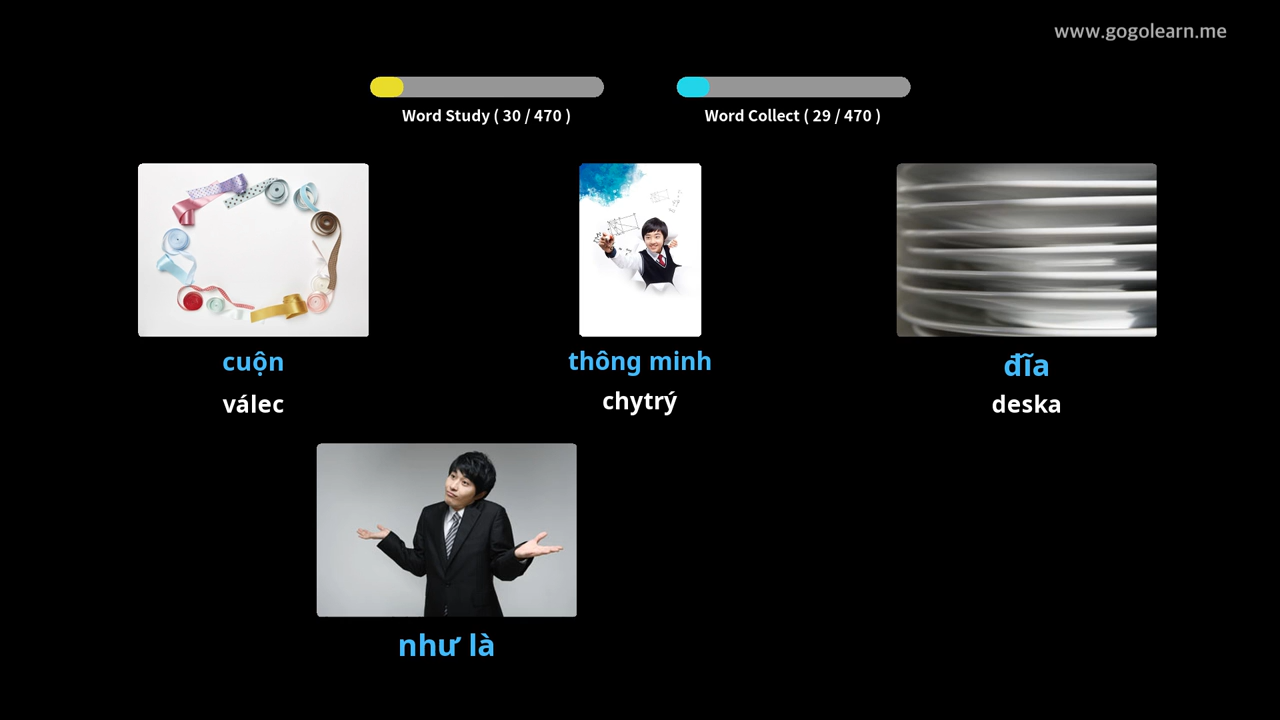 www.gogolearn.me
Word Study ( 30 / 470 )
Word Collect ( 29 / 470 )
cuộn
válec
thông minh
chytrý
đĩa
deska
như là